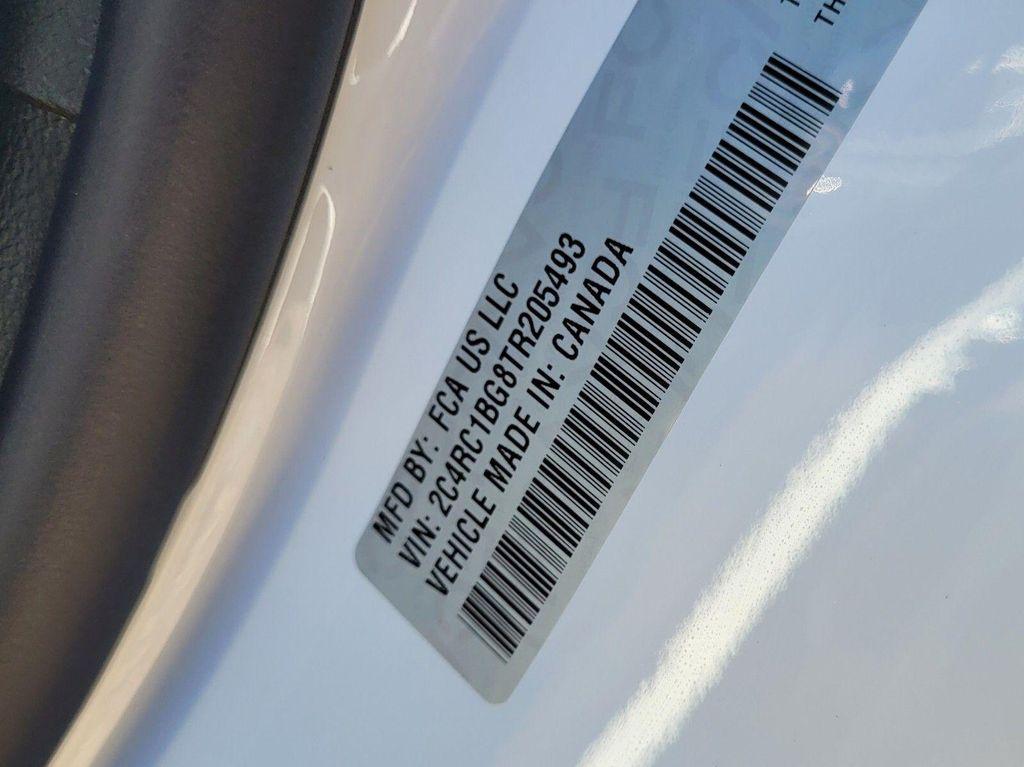 MFD BY: FCA US LLC
VIN: 2C4RC1BG8TR205493
VEHICLE MADE IN: CANADA